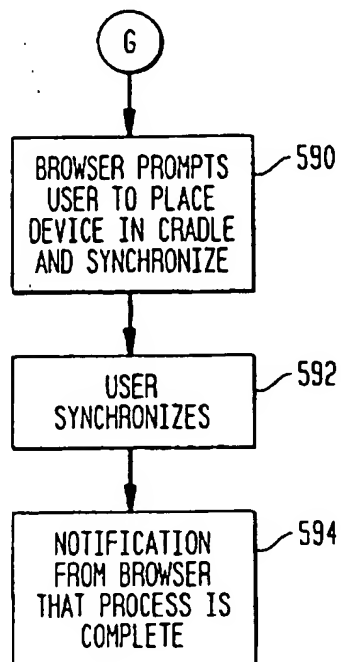 G
BROWSER PROMPTS
USER TO PLACE
DEVICE IN CRADLE
AND SYNCHRONIZE
590
USER
SYNCHRONIZES
592
NOTIFICATION
FROM BROWSER
THAT PROCESS IS
COMPLETE
594